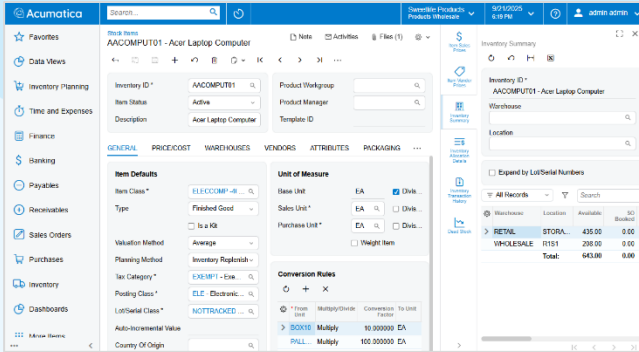 Acumatica
Search...
Sweetlife Products
Products Wholesale
9/21/2025
6:19 PM
admin admin
Favorites
Data Views
Inventory Planning
Time and Expenses
Finance
Banking
Payables
Receivables
Sales Orders
Purchases
Inventory
Dashboards
More Items
Stock Items
AACOMPUT01 - Acer Laptop Computer
Note
Activities
Files (1)
Inventory ID * AACOMPUT01
Item Status Active
Description Acer Laptop Computer
Product Workgroup
Product Manager
Template ID
GENERAL PRICE/COST WAREHOUSES VENDORS ATTRIBUTES PACKAGING ...
Item Defaults
Item Class * ELECCOMP -
Type Finished Good
Is a Kit
Valuation Method Average
Planning Method Inventory Replenish
Tax Category * EXEMPT - Exe...
Posting Class * ELE - Electronic...
Lot/Serial Class * NOTTRACKED ...
Auto-Incremental Value
Country Of Origin
Unit of Measure
Base Unit EA Divis...
Sales Unit * EA Divis...
Purchase Unit * EA Divis...
Weight Item
Conversion Rules
* From Unit Multiply/Divide Conversion Factor To Unit
BOX10 Multiply 10.000000 EA
PALL... Multiply 100.000000 EA
Item Sales Prices
Item Vendor Prices
Inventory Summary
Inventory Allocation Details
Inventory Transaction History
Dead Stock
Inventory Summary
Inventory ID *
AACOMPUT01 - Acer Laptop Computer
Warehouse
Location
Expand by Lot/Serial Numbers
All Records
Search
Warehouse Location Available SO Booked
RETAIL STORA... 435.00 0.00
WHOLESALE R1S1 208.00 0.00
Total: 643.00 0.00